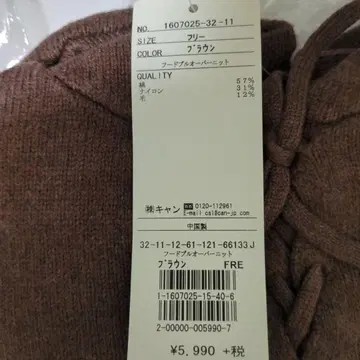 NO. 1607025-32-11
SIZE フリー
COLOR ブラウン
フードプルオーバーニット
QUALITY
綿 57%
ナイロン 31%
毛 12%
㈱キャン 0120-112961
E-mail cal@can-jp.com
中国製
32-11-12-61-121-66133J
フードプルオーバーニット
ブラウン FRE
1-1607025-15-40-6
2-00000-005990-7
¥5,990 +税